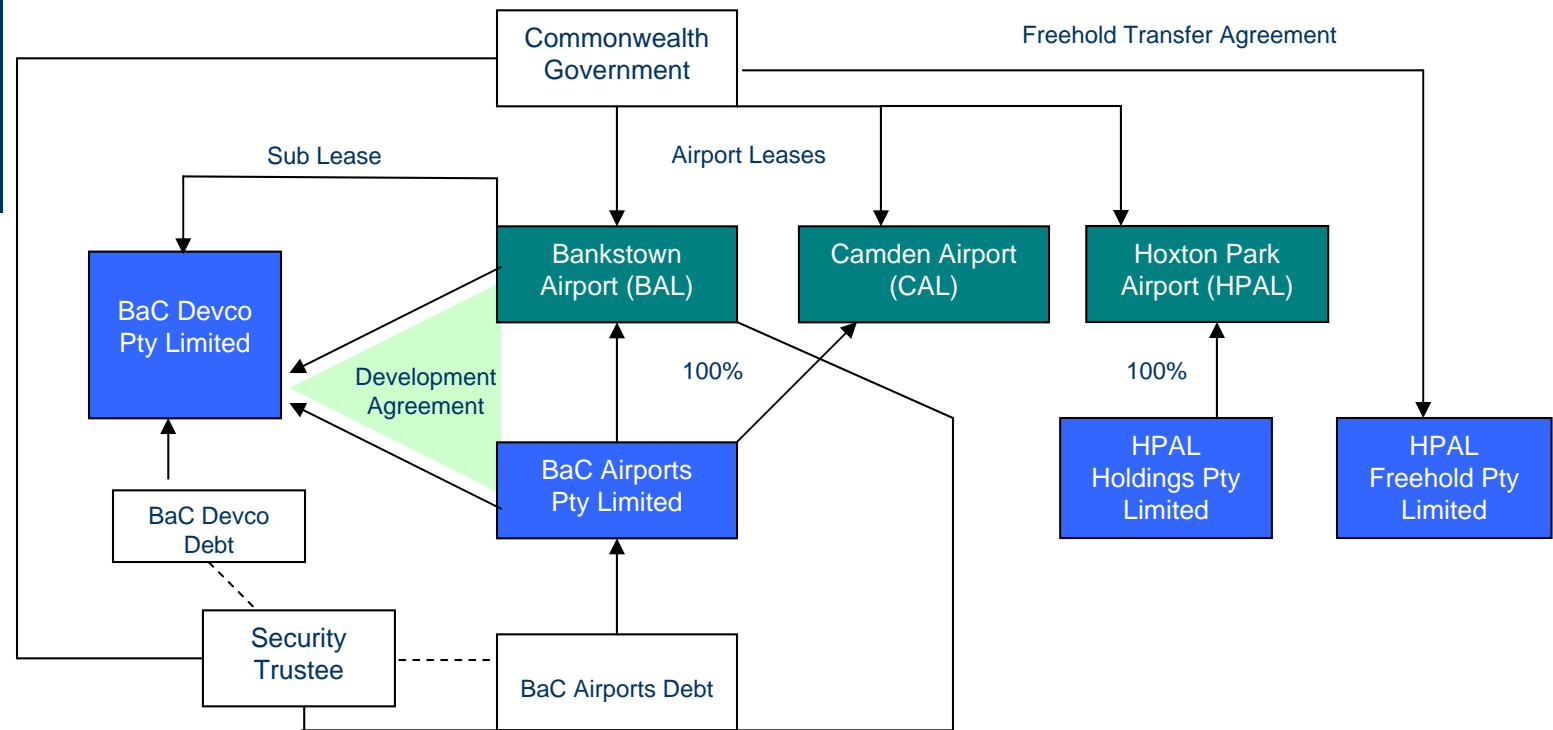 Commonwealth
Government
Freehold Transfer Agreement
Sub Lease
Airport Leases
BaC Devco
Pty Limited
Bankstown
Airport (BAL)
Camden Airport
(CAL)
Hoxton Park
Airport (HPAL)
Development
Agreement
100%
100%
BaC Airports
Pty Limited
HPAL
Holdings Pty
Limited
HPAL
Freehold Pty
Limited
BaC Devco
Debt
Security
Trustee
BaC Airports Debt